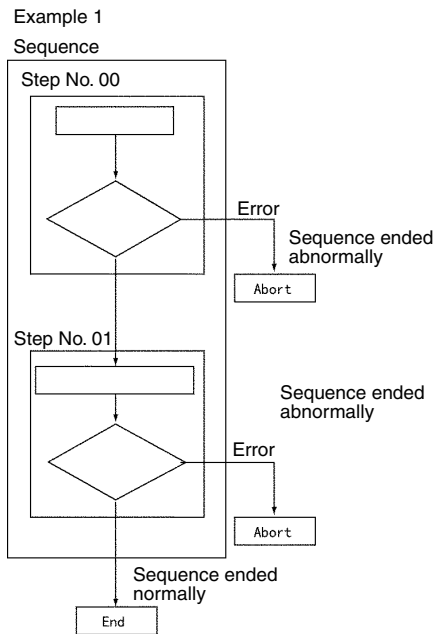 Example 1
Sequence
Step No. 00
Error
Sequence ended
abnormally
Abort
Step No. 01
Sequence ended
abnormally
Error
Abort
Sequence ended
normally
End